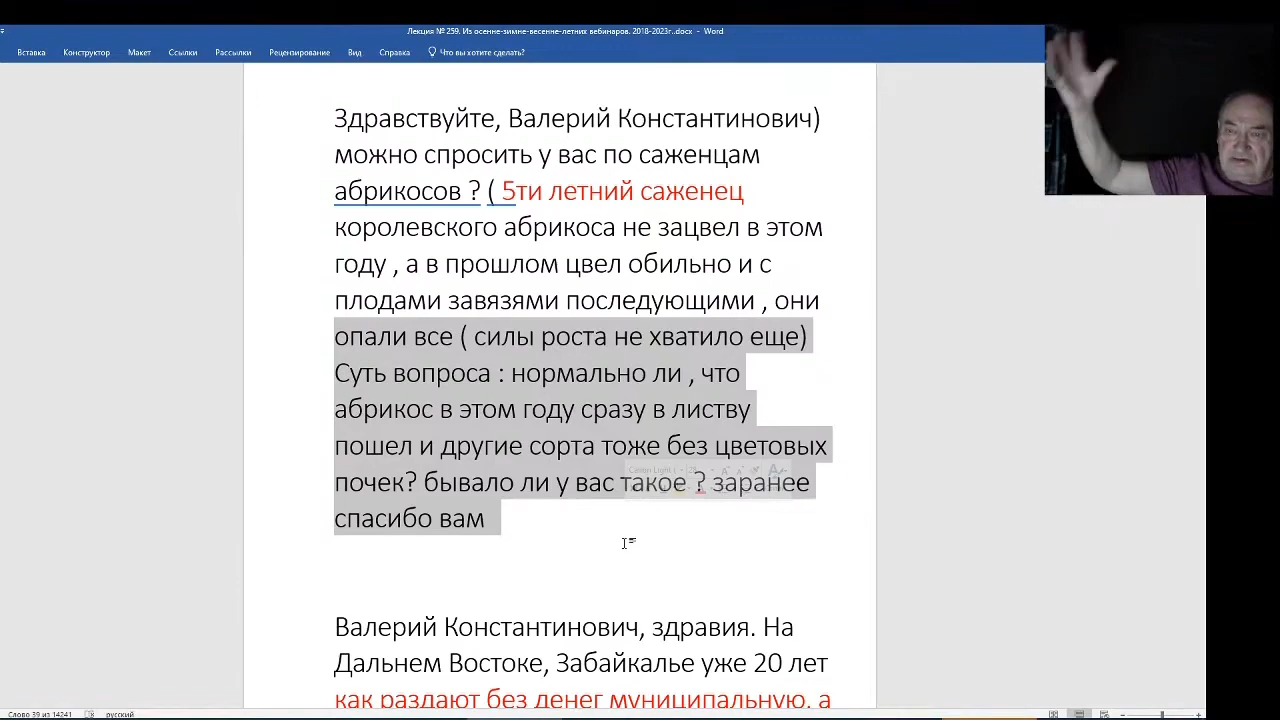 Лекция № 259. Из осенне-зимне-весенне-летних вебинаров. 2018-2023г..docx - Word
Вставка Конструктор Макет Ссылки Рассылки Рецензирование Вид Справка Что вы хотите сделать?
Здравствуйте, Валерий Константинович)
можно спросить у вас по саженцам
абрикосов ? ( 5ти летний саженец
королевского абрикоса не зацвел в этом
году , а в прошлом цвел обильно и с
плодами завязями последующими , они
опали все ( силы роста не хватило еще)
Суть вопроса : нормально ли , что
абрикос в этом году сразу в листву
пошел и другие сорта тоже без цветовых
почек? бывало ли у вас такое ? заранее
спасибо вам
Валерий Константинович, здравия. На
Дальнем Востоке, Забайкалье уже 20 лет
как раздают без денег муниципальную, а
Слово 39 из 14241 русский